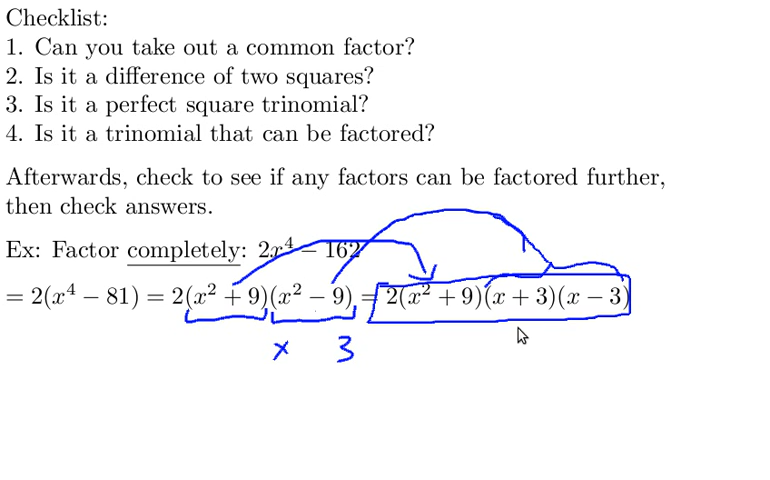 Checklist:
1. Can you take out a common factor?
2. Is it a difference of two squares?
3. Is it a perfect square trinomial?
4. Is it a trinomial that can be factored?
Afterwards, check to see if any factors can be factored further,
then check answers.
Ex: Factor completely: 2x⁴ − 162
= 2(x⁴ − 81) = 2(x² + 9)(x² − 9) = 2(x² + 9)(x + 3)(x − 3)
x 3